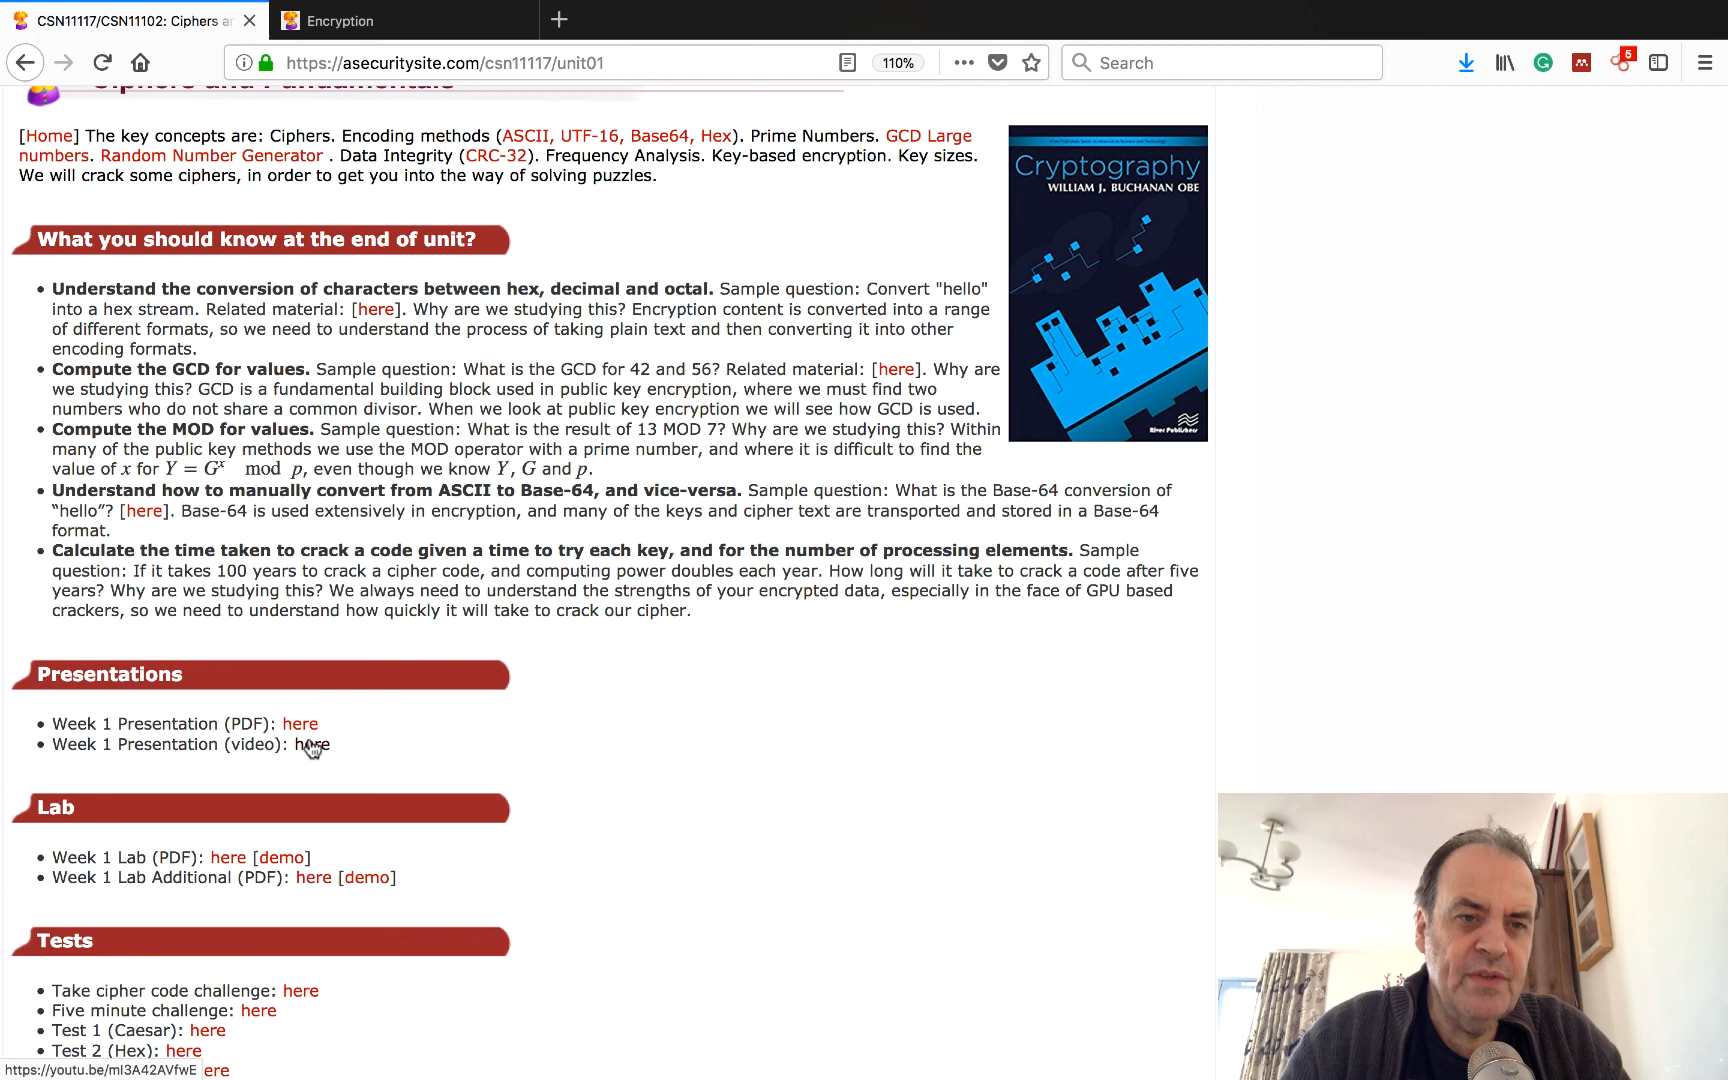 CSN11117/CSN11102: Ciphers a
Encryption
https://asecuritysite.com/csn11117/unit01
110%
Search
5
Ciphers and Fundamentals
[Home] The key concepts are: Ciphers. Encoding methods (ASCII, UTF-16, Base64, Hex). Prime Numbers. GCD Large
numbers. Random Number Generator . Data Integrity (CRC-32). Frequency Analysis. Key-based encryption. Key sizes.
We will crack some ciphers, in order to get you into the way of solving puzzles.
Cryptography
WILLIAM J. BUCHANAN OBE
River Publishers
What you should know at the end of unit?
• Understand the conversion of characters between hex, decimal and octal. Sample question: Convert "hello"
into a hex stream. Related material: [here]. Why are we studying this? Encryption content is converted into a range
of different formats, so we need to understand the process of taking plain text and then converting it into other
encoding formats.
• Compute the GCD for values. Sample question: What is the GCD for 42 and 56? Related material: [here]. Why are
we studying this? GCD is a fundamental building block used in public key encryption, where we must find two
numbers who do not share a common divisor. When we look at public key encryption we will see how GCD is used.
• Compute the MOD for values. Sample question: What is the result of 13 MOD 7? Why are we studying this? Within
many of the public key methods we use the MOD operator with a prime number, and where it is difficult to find the
value of x for Y = Gˣ mod p, even though we know Y, G and p.
• Understand how to manually convert from ASCII to Base-64, and vice-versa. Sample question: What is the Base-64 conversion of
“hello”? [here]. Base-64 is used extensively in encryption, and many of the keys and cipher text are transported and stored in a Base-64
format.
• Calculate the time taken to crack a code given a time to try each key, and for the number of processing elements. Sample
question: If it takes 100 years to crack a cipher code, and computing power doubles each year. How long will it take to crack a code after five
years? Why are we studying this? We always need to understand the strengths of your encrypted data, especially in the face of GPU based
crackers, so we need to understand how quickly it will take to crack our cipher.
Presentations
• Week 1 Presentation (PDF): here
• Week 1 Presentation (video): here
Lab
• Week 1 Lab (PDF): here [demo]
• Week 1 Lab Additional (PDF): here [demo]
Tests
• Take cipher code challenge: here
• Five minute challenge: here
• Test 1 (Caesar): here
• Test 2 (Hex): here
https://youtu.be/mI3A42AVfwE ere